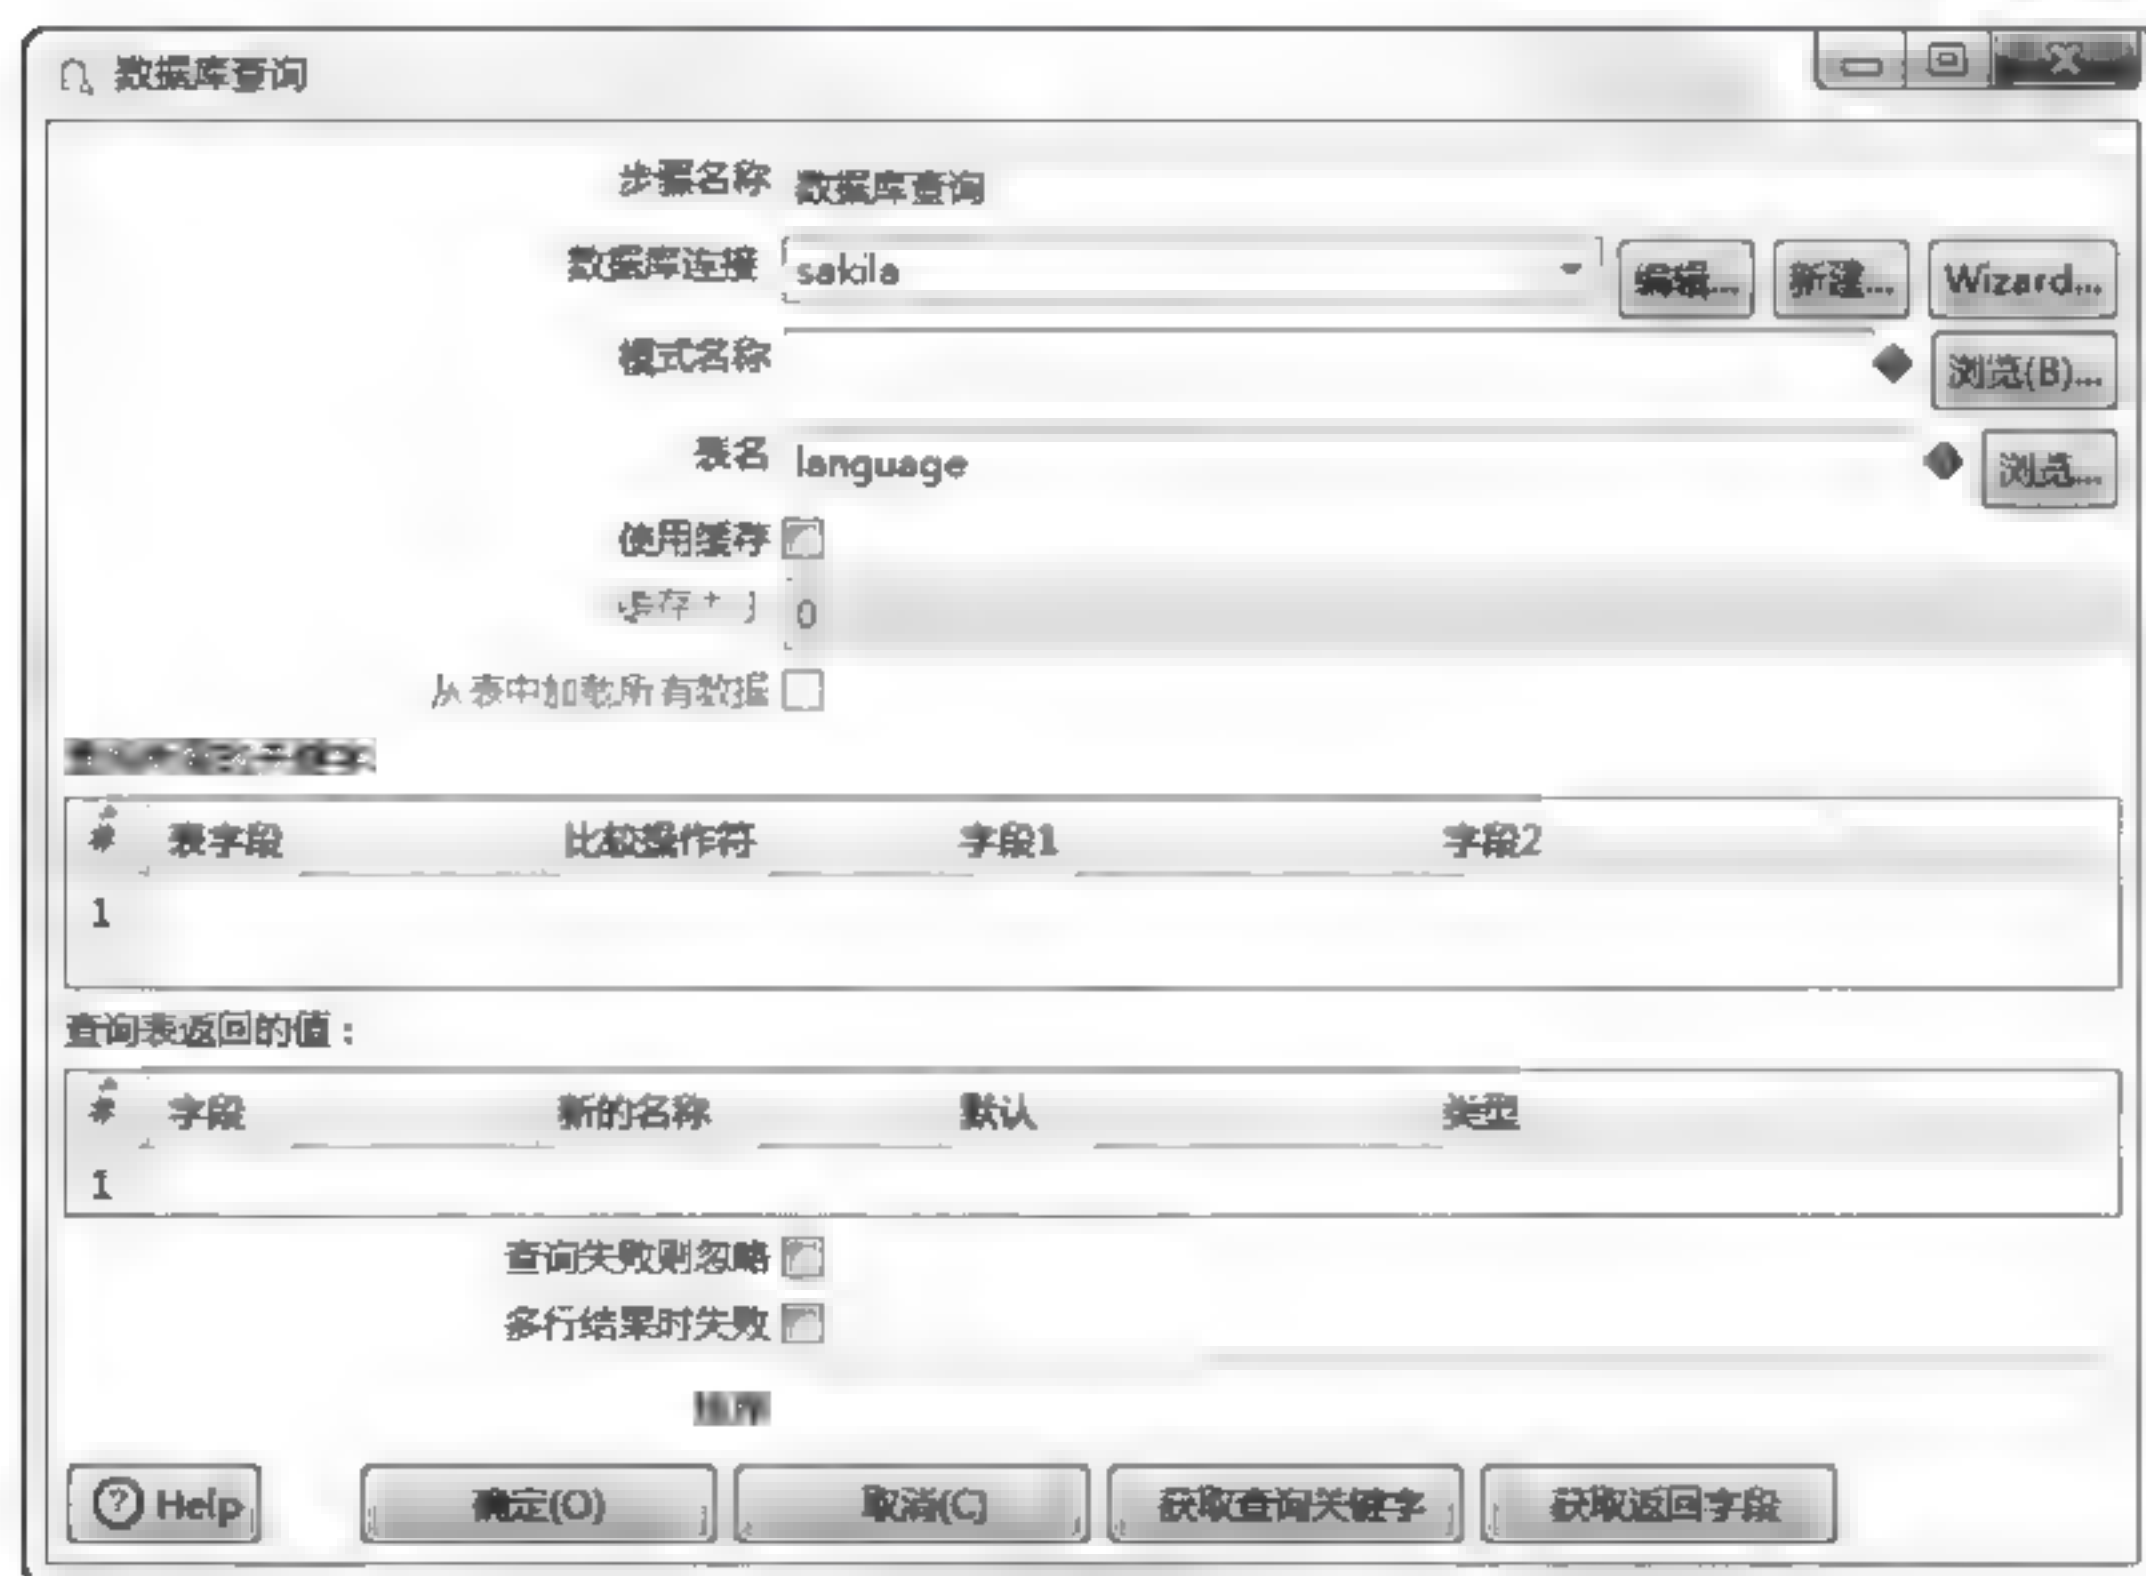 数据库查询
步骤名称 数据库查询
数据库连接 sakila 编辑... 新建... Wizard...
模式名称 浏览(B)...
表名 language 浏览...
使用缓存
缓存 0
从表中加载所有数据
# 表字段 比较操作符 字段1 字段2
1
查询表返回的值：
# 字段 新的名称 默认 类型
1
查询失败则忽略
多行结果时失败
Help 确定(O) 取消(C) 获取查询关键字 获取返回字段